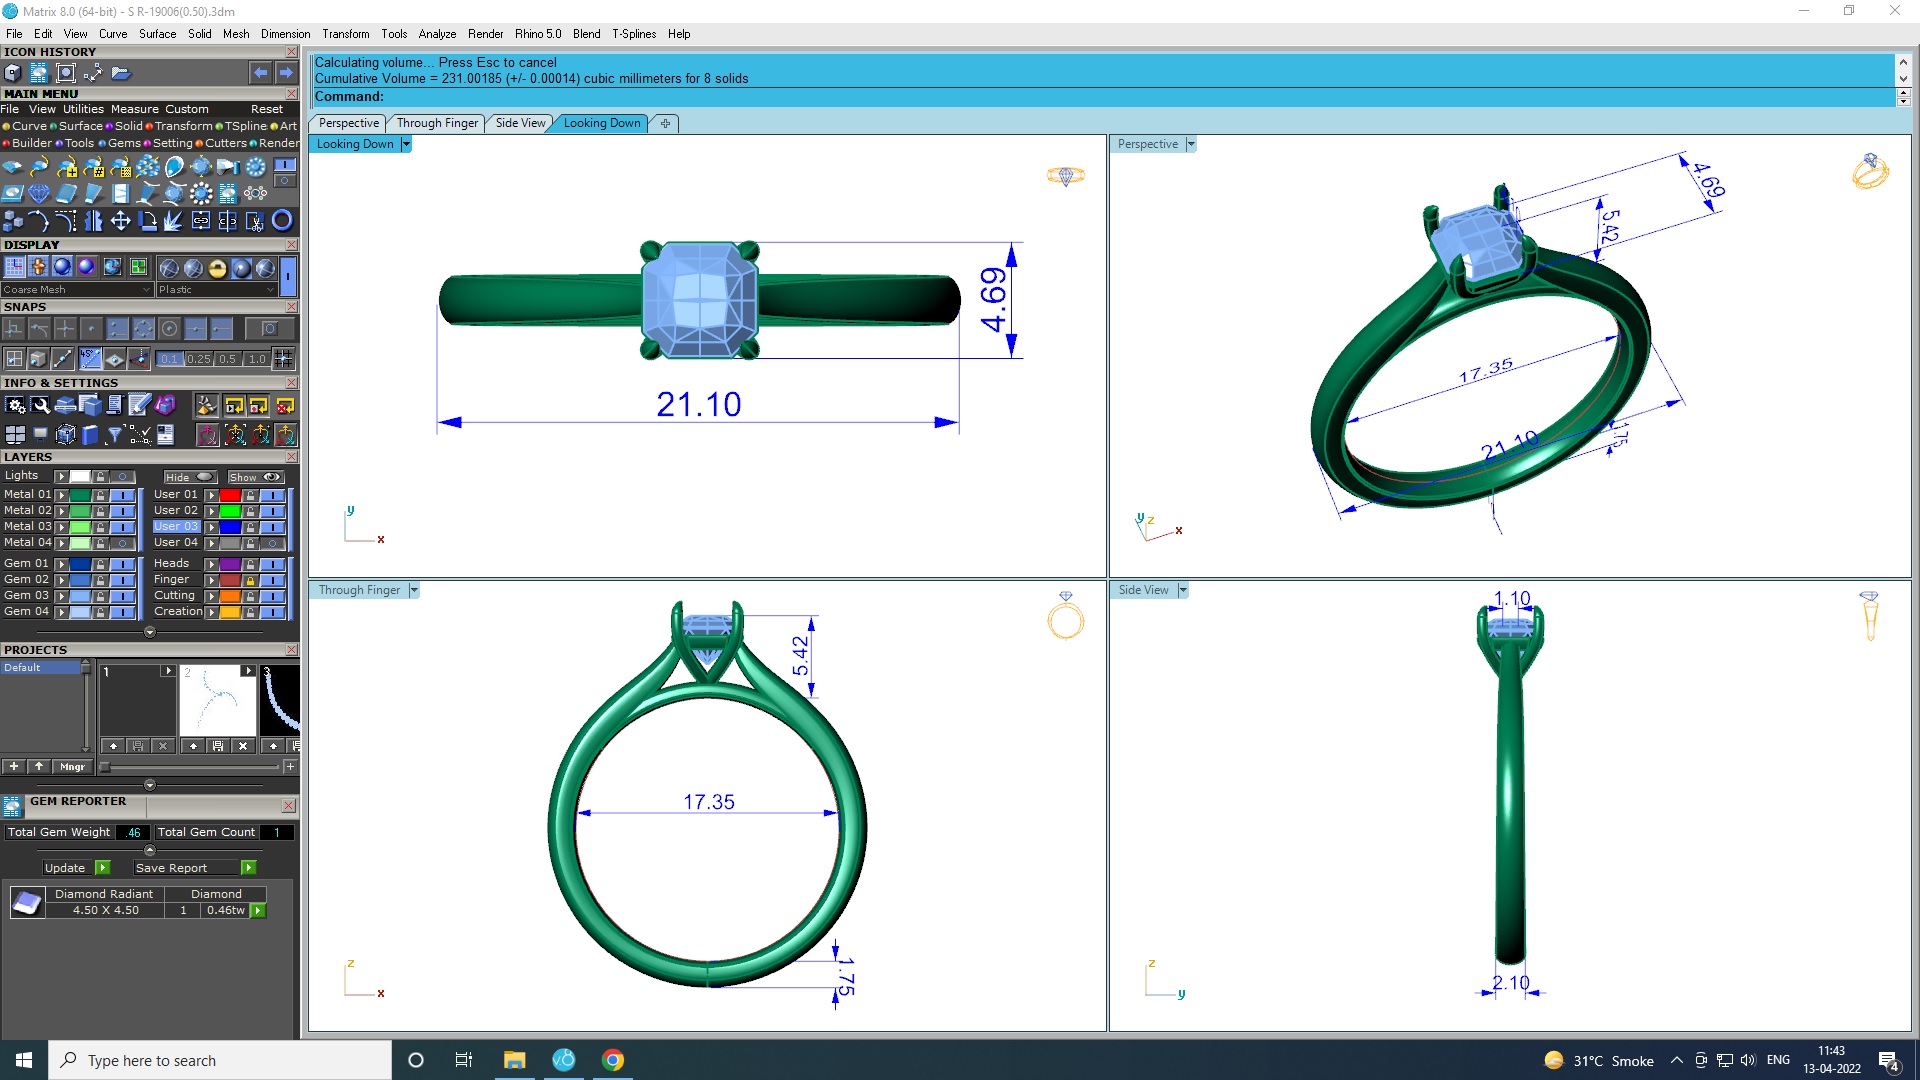 Matrix 8.0 (64-bit) - S R-19006(0.50).3dm
File Edit View Curve Surface Solid Mesh Dimension Transform Tools Analyze Render Rhino 5.0 Blend T-Splines Help
ICON HISTORY
MAIN MENU
File View Utilities Measure Custom Reset
Curve Surface Solid Transform TSpline Art
Builder Tools Gems Setting Cutters Render
DISPLAY
Coarse Mesh Plastic
SNAPS
0.1 0.25 0.5 1.0
INFO & SETTINGS
LAYERS
Lights Hide Show
Metal 01 User 01
Metal 02 User 02
Metal 03 User 03
Metal 04 User 04
Gem 01 Heads
Gem 02 Finger
Gem 03 Cutting
Gem 04 Creation
PROJECTS
Default
1 2 3
Mngr
GEM REPORTER
Total Gem Weight .46 Total Gem Count 1
Update Save Report
Diamond Radiant Diamond
4.50 X 4.50 1 0.46tw
Calculating volume... Press Esc to cancel
Cumulative Volume = 231.00185 (+/- 0.00014) cubic millimeters for 8 solids
Command:
Perspective Through Finger Side View Looking Down
Looking Down
4.69
21.10
y
x
Perspective
4.69
5.42
17.35
21.10
1.75
y z
x
Through Finger
5.42
17.35
1.75
z
x
Side View
1.10
2.10
z
y
Type here to search
31°C Smoke
ENG
11:43
13-04-2022
4